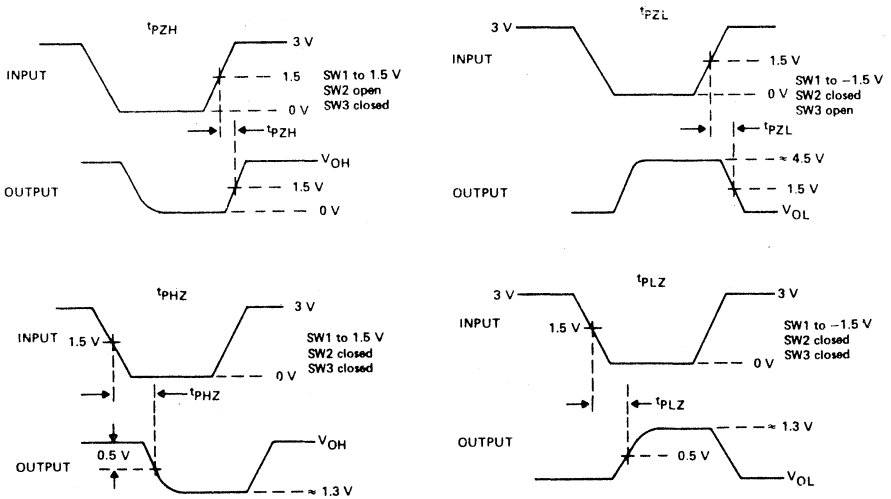 tPZH
3 V
INPUT
1.5
0 V
SW1 to 1.5 V
SW2 open
SW3 closed
tPZH
VOH
OUTPUT
1.5 V
0 V
tPZL
3 V
INPUT
1.5 V
0 V
SW1 to −1.5 V
SW2 closed
SW3 open
tPZL
≈ 4.5 V
OUTPUT
1.5 V
VOL
tPHZ
3 V
INPUT
1.5 V
0 V
SW1 to 1.5 V
SW2 closed
SW3 closed
tPHZ
VOH
0.5 V
OUTPUT
≈ 1.3 V
tPLZ
3 V
INPUT
1.5 V
0 V
SW1 to −1.5 V
SW2 closed
SW3 closed
tPLZ
≈ 1.3 V
OUTPUT
0.5 V
VOL